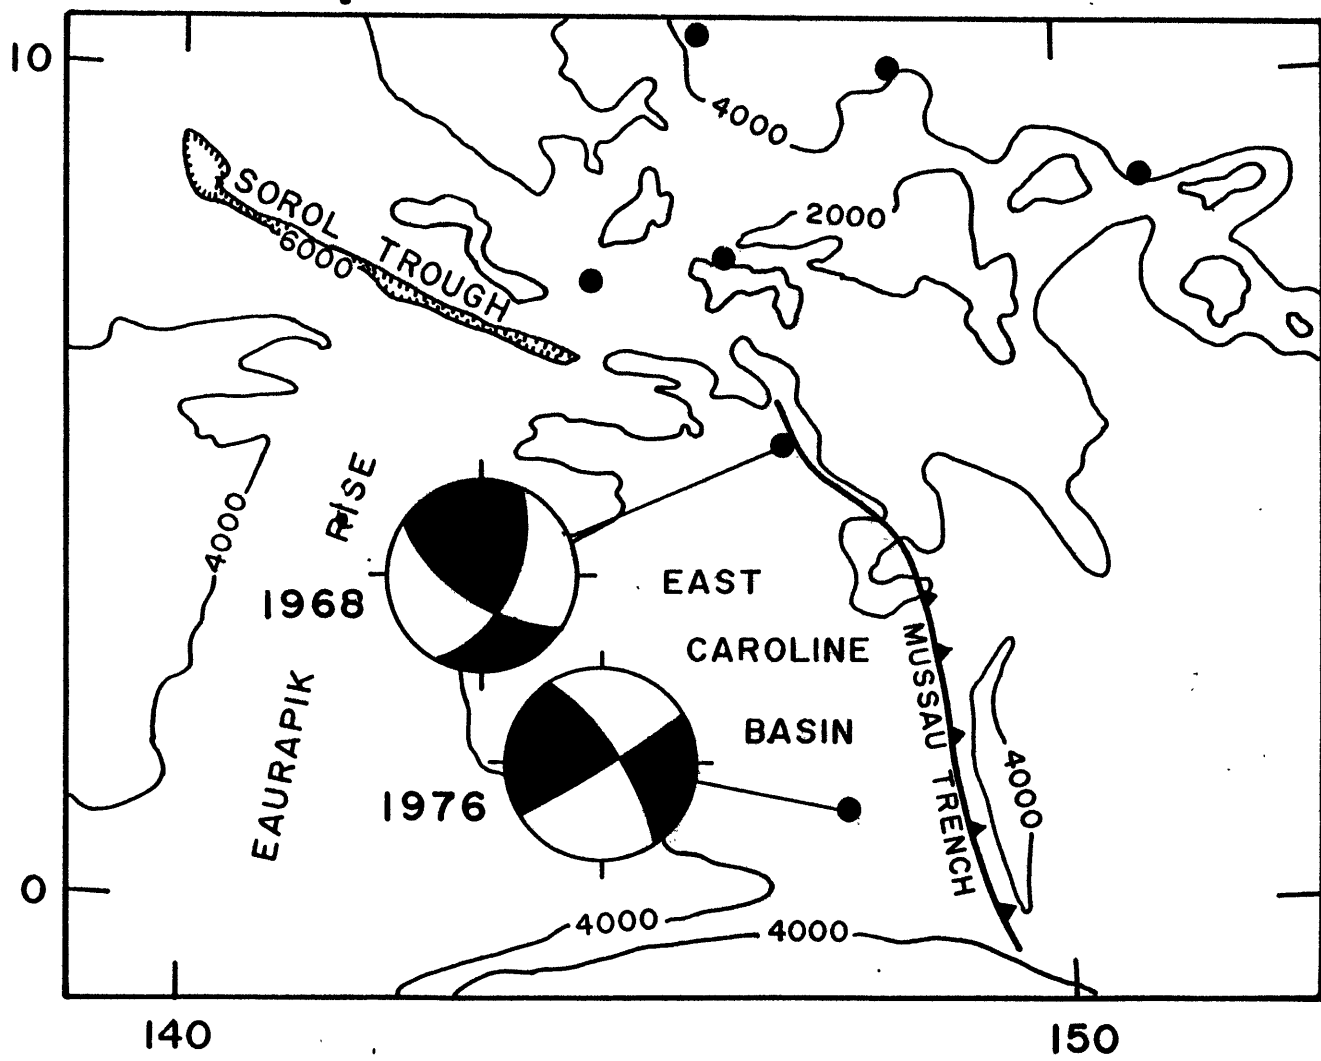 10
4000
SOROL TROUGH
6000
2000
4000
RISE
1968
EAST
CAROLINE
BASIN
MUSSAU TRENCH
EAURAPIK
1976
4000
0
4000
4000
140
150